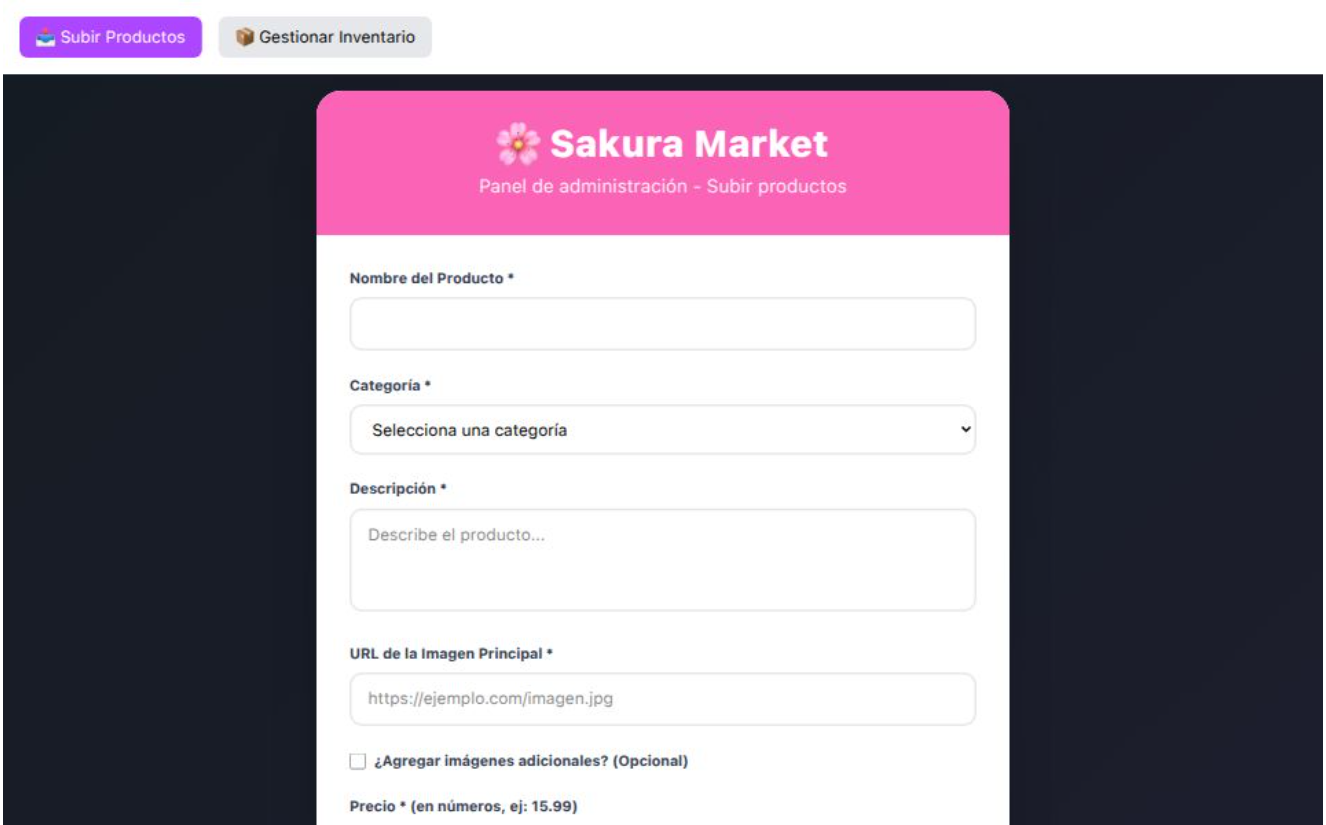 Subir Productos
Gestionar Inventario
Sakura Market
Panel de administración - Subir productos
Nombre del Producto *
Categoría *
Selecciona una categoría
Descripción *
Describe el producto...
URL de la Imagen Principal *
https://ejemplo.com/imagen.jpg
¿Agregar imágenes adicionales? (Opcional)
Precio * (en números, ej: 15.99)